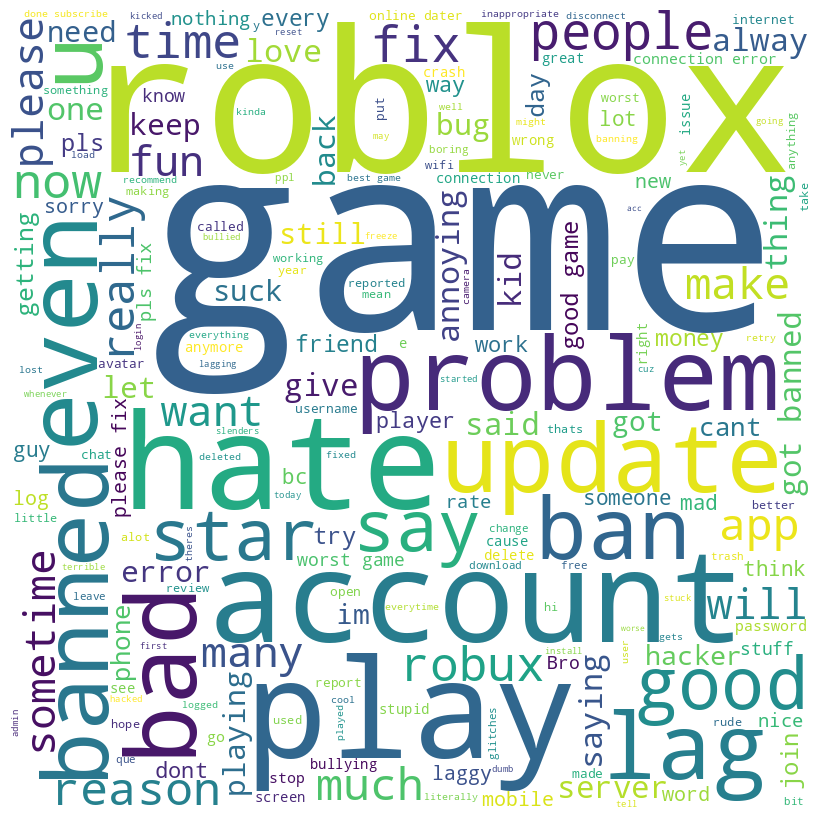 done subscribe
kicked
nothing
y
every
online dater
inappropriate
disconnect
people
internet
need
time
reset
love
fix
great
alway
u
roblox
use
something
crash
connection error
please
one
know
kinda
way
put
day
lot
worst
issue
well
bug
might
banning
going
keep
back
wrong
yet
anything
pls
load
fun
wifi
boring
never
now
recommend
ppl
best game
connection
new
making
take
game
acc
thing
sorry
called
still
annoying
kid
good game
getting
really
bullied
freeze
working
pay
pls fix
year
camera
even
suck
reported
make
mean
login
everything
friend
e
work
right
money
retry
avatar
anymore
lagging
lost
problem
cuz
got banned
whenever
let
give
started
username
want
player
said
got
cant
please fix
hate
slenders
thats
guy
chat
deleted
fixed
update
bc
better
log
today
rate
someone
mad
little
star
say
ban
app
try
change
alot
theres
cause
trash
worst game
delete
error
terrible
download
free
think
banned
sometime
bad
leave
review
open
account
stuck
will
im
everytime
hi
phone
first
many
robux
worse
password
gets
user
hacker
stuff
see
Bro
install
hacked
play
saying
good
report
hope
logged
used
cool
played
stupid
glitches
rude
nice
admin
go
lag
join
que
playing
bullying
dont
stop
laggy
dumb
made
reason
screen
much
literally
mobile
server
tell
word
bit